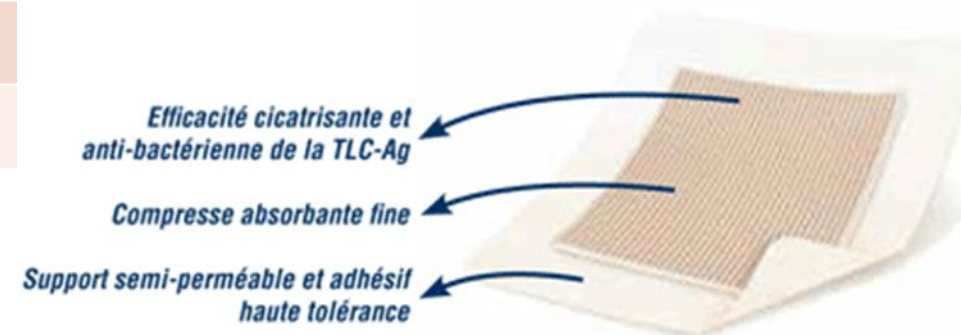 Efficacité cicatrisante et
anti-bactérienne de la TLC-Ag
Compresse absorbante fine
Support semi-perméable et adhésif
haute tolérance